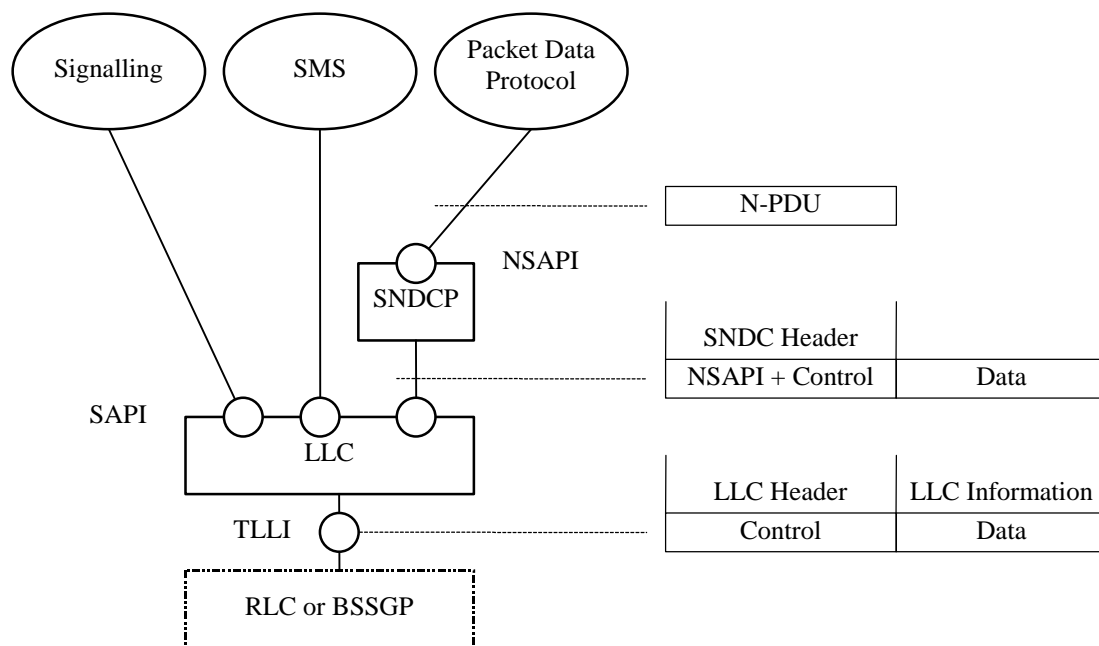 Signalling
SMS
Packet Data
Protocol
N-PDU
NSAPI
SNDCP
SNDC Header
NSAPI + Control Data
SAPI
LLC
LLC Header LLC Information
TLLI
Control Data
RLC or BSSGP